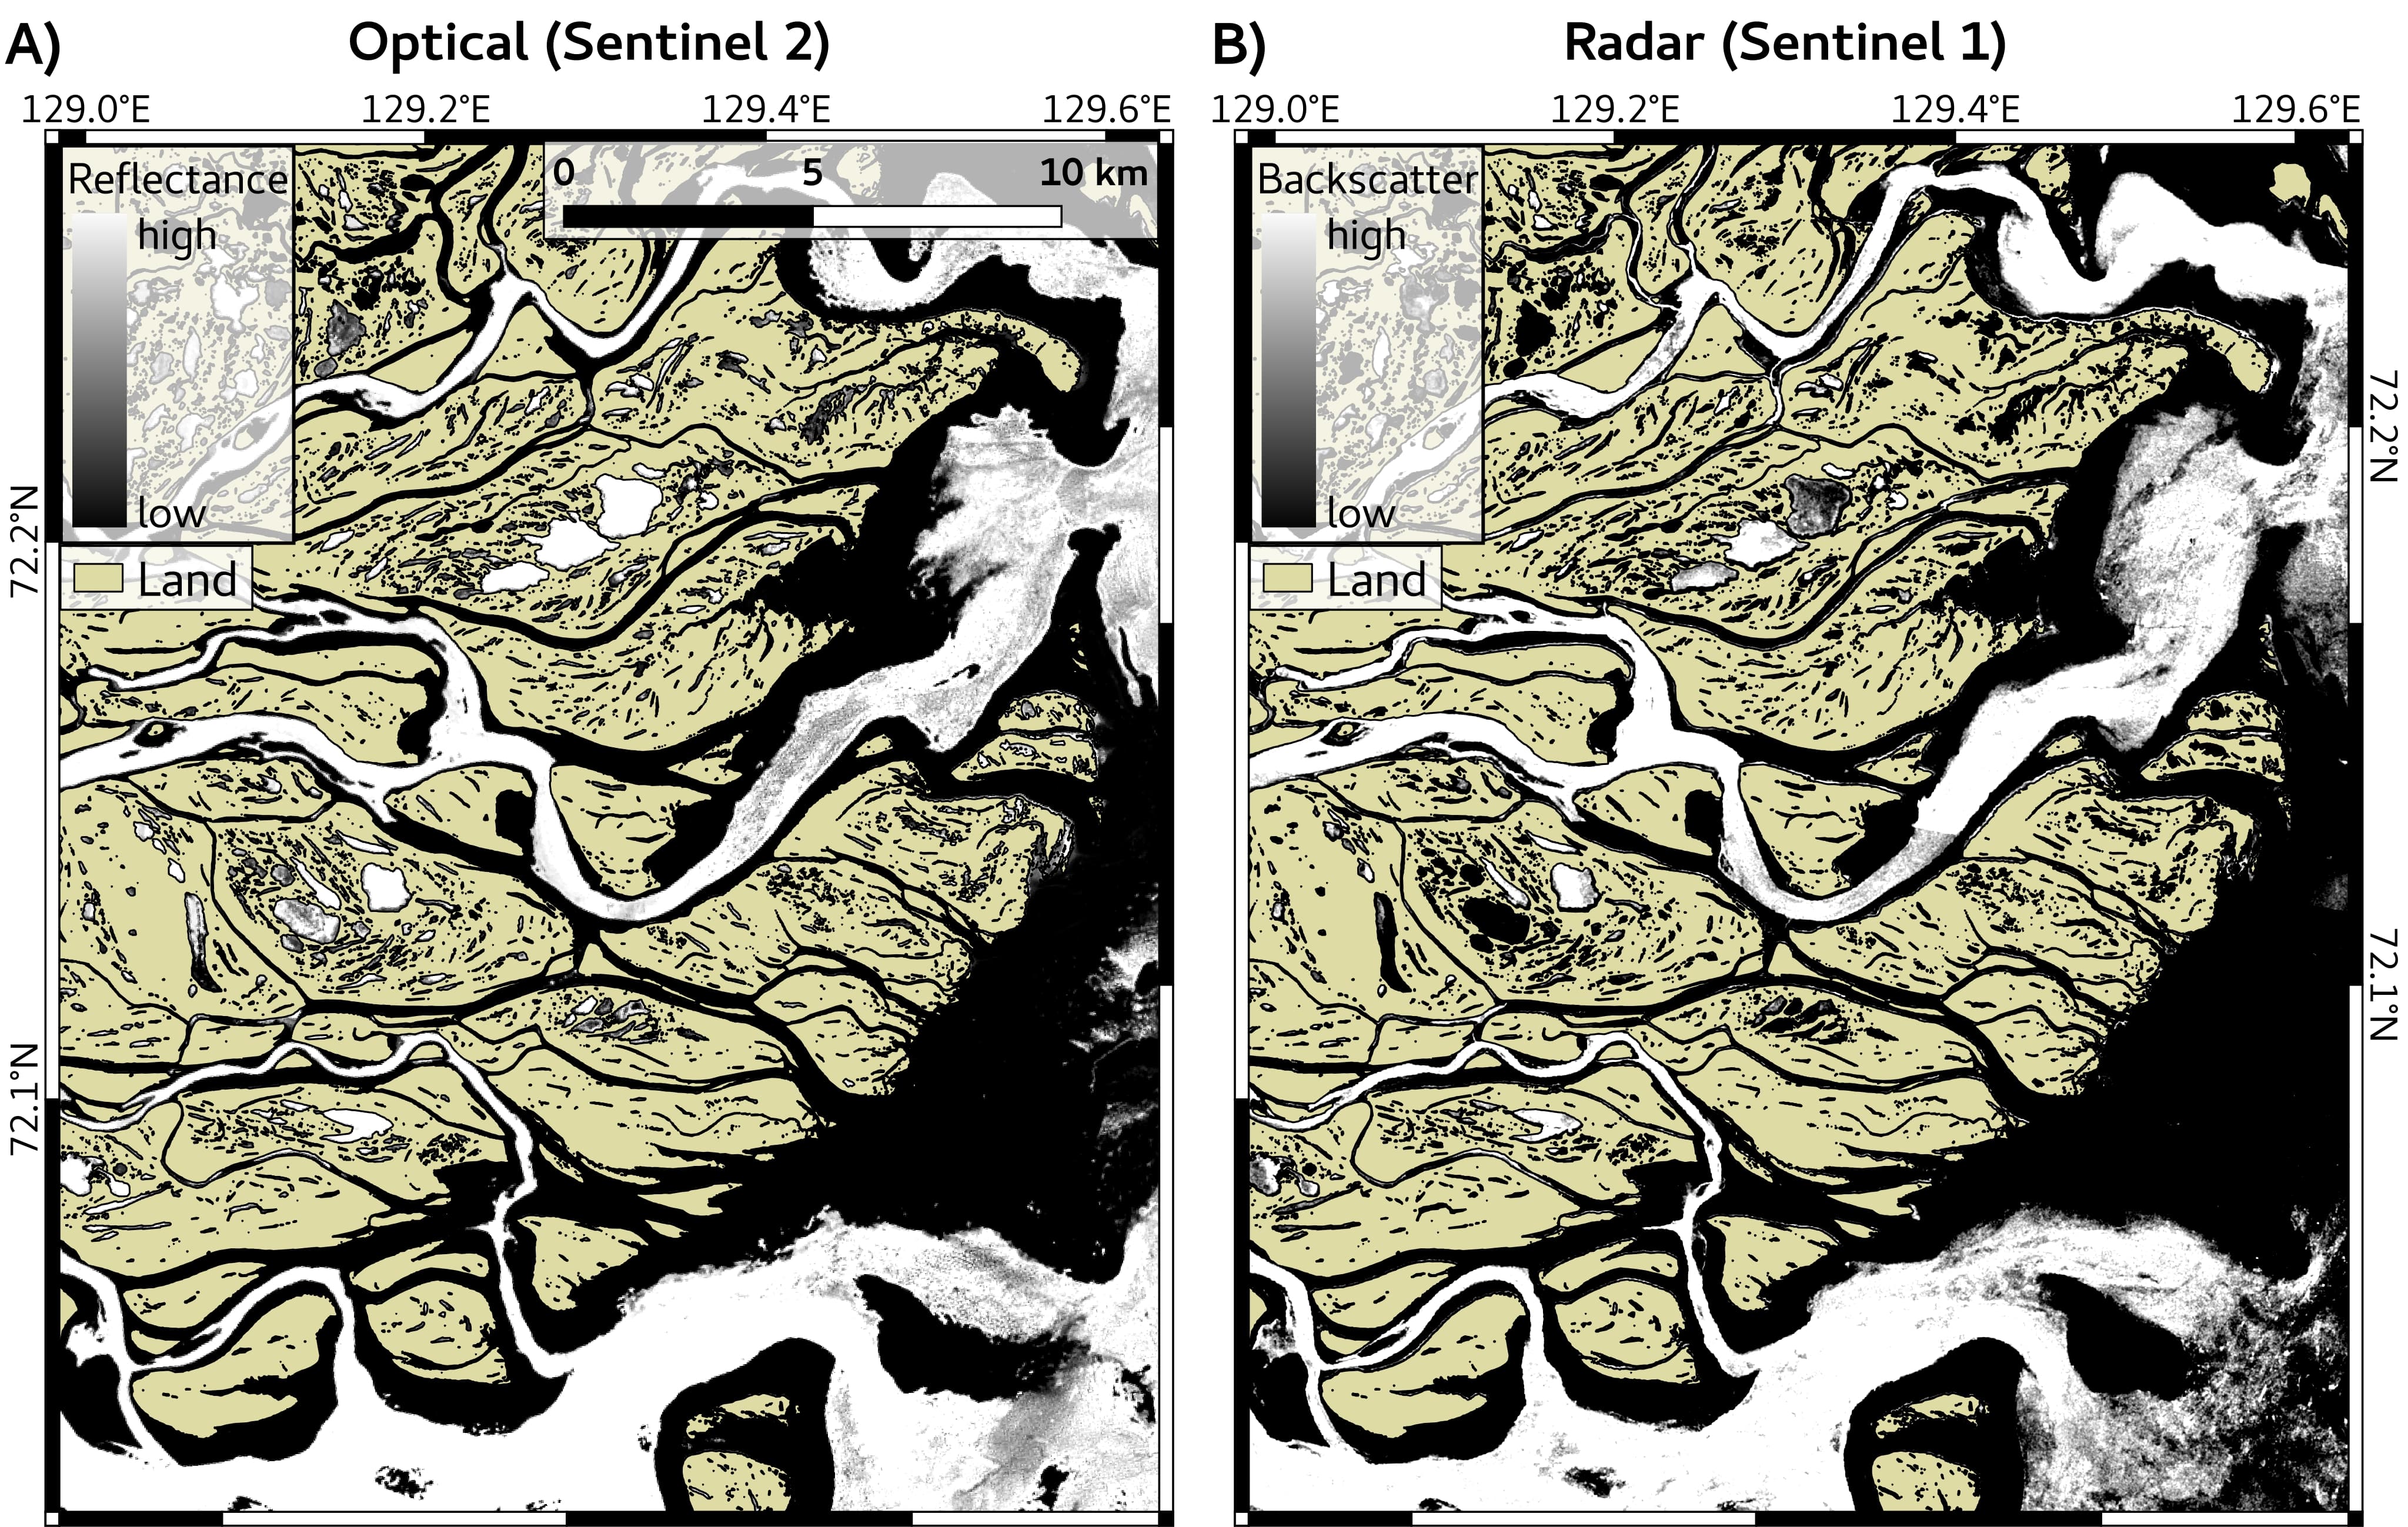 A) Optical (Sentinel 2)
129.0°E 129.2°E 129.4°E 129.6°E
Reflectance
high
low
0 5 10 km
Land
72.2°N
72.1°N
B) Radar (Sentinel 1)
129.0°E 129.2°E 129.4°E 129.6°E
Backscatter
high
low
Land
72.2°N
72.1°N